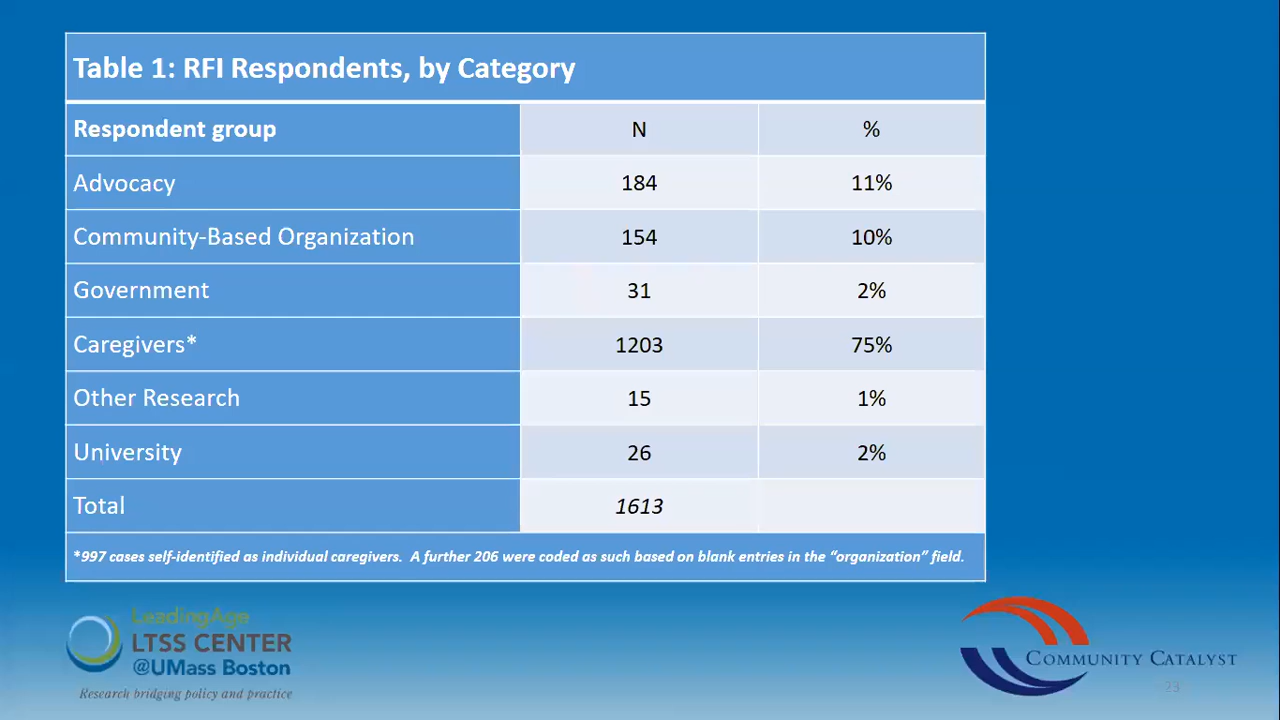 Table 1: RFI Respondents, by Category
Respondent group N %
Advocacy 184 11%
Community-Based Organization 154 10%
Government 31 2%
Caregivers* 1203 75%
Other Research 15 1%
University 26 2%
Total 1613
*997 cases self-identified as individual caregivers. A further 206 were coded as such based on blank entries in the “organization” field.
LeadingAge
LTSS CENTER
@UMass Boston
Research bridging policy and practice
COMMUNITY CATALYST
23